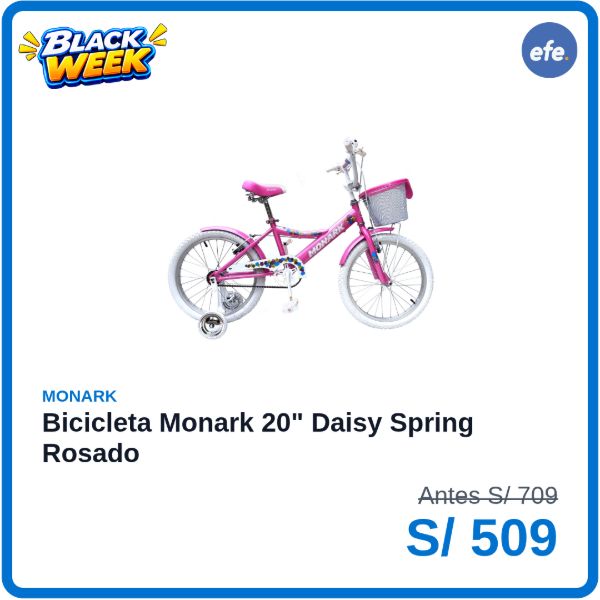 BLACK
WEEK
efe.
MONARK
MONARK
Bicicleta Monark 20" Daisy Spring
Rosado
Antes S/ 709
S/ 509